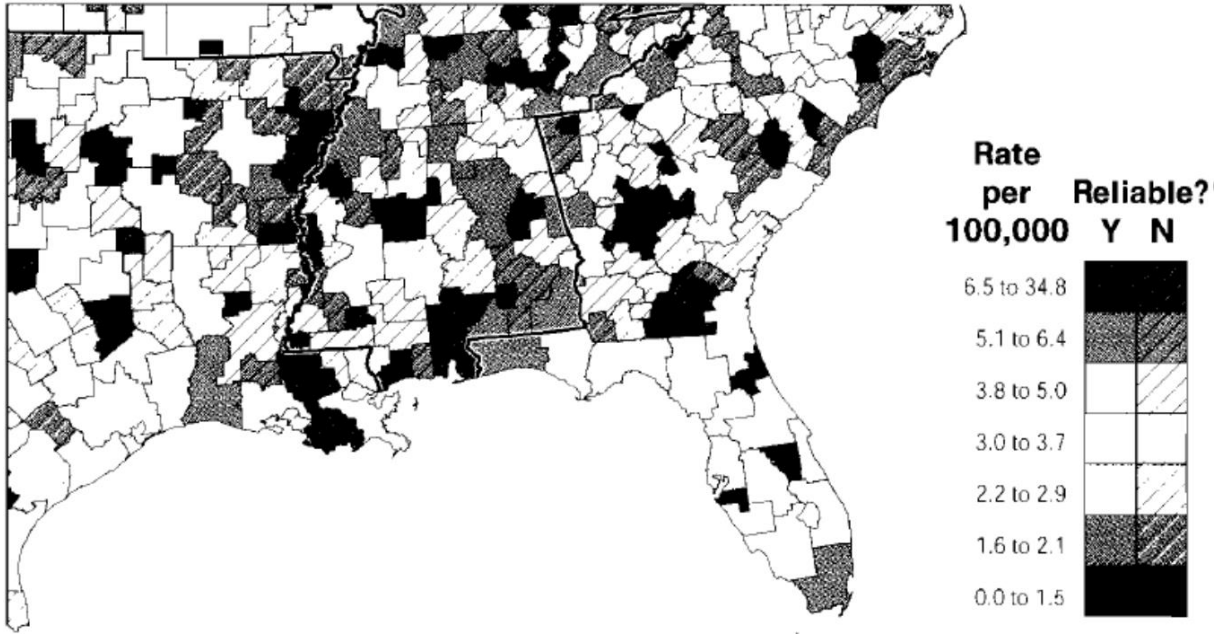 Rate
per Reliable?
100,000 Y N
6.5 to 34.8
5.1 to 6.4
3.8 to 5.0
3.0 to 3.7
2.2 to 2.9
1.6 to 2.1
0.0 to 1.5